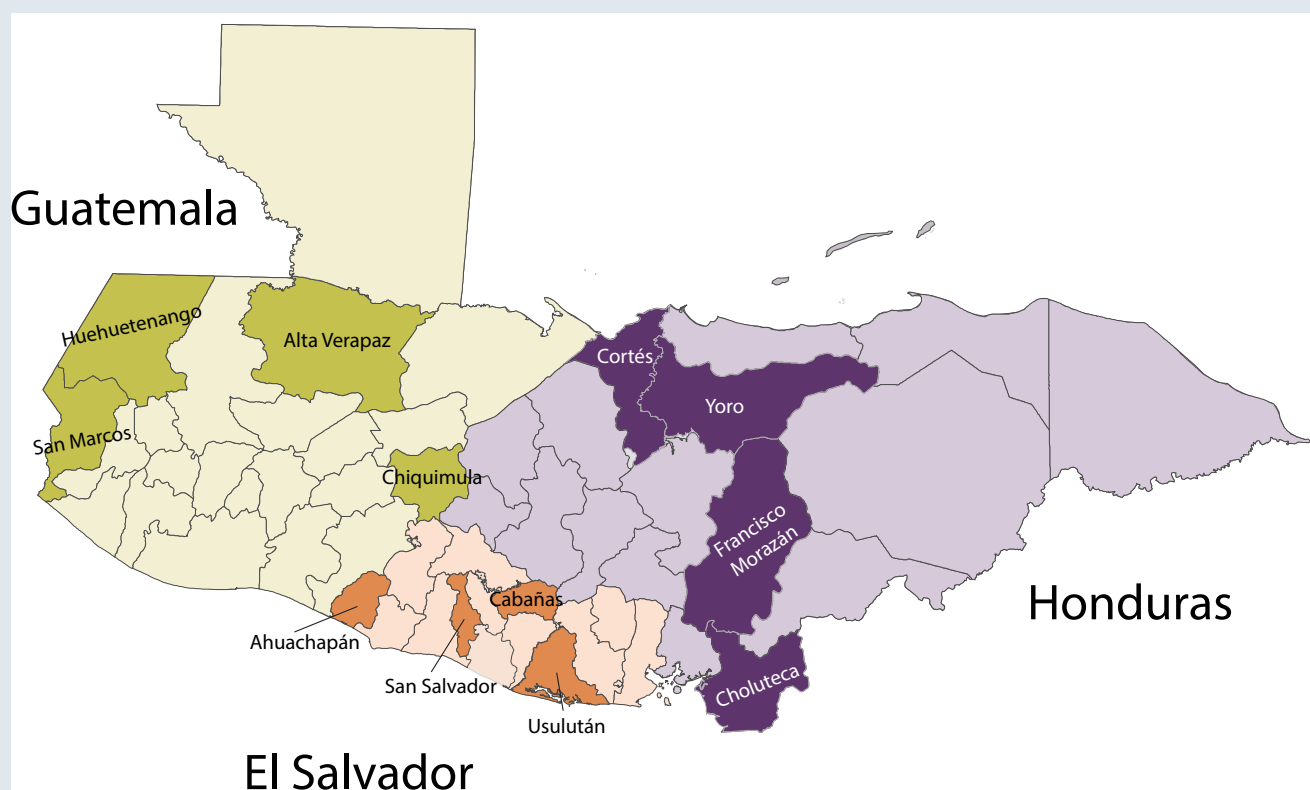 Guatemala
Huehuetenango
Alta Verapaz
San Marcos
Chiquimula
Cortés
Yoro
Francisco
Morazán
Choluteca
Honduras
Cabañas
Ahuachapán
San Salvador
Usulután
El Salvador